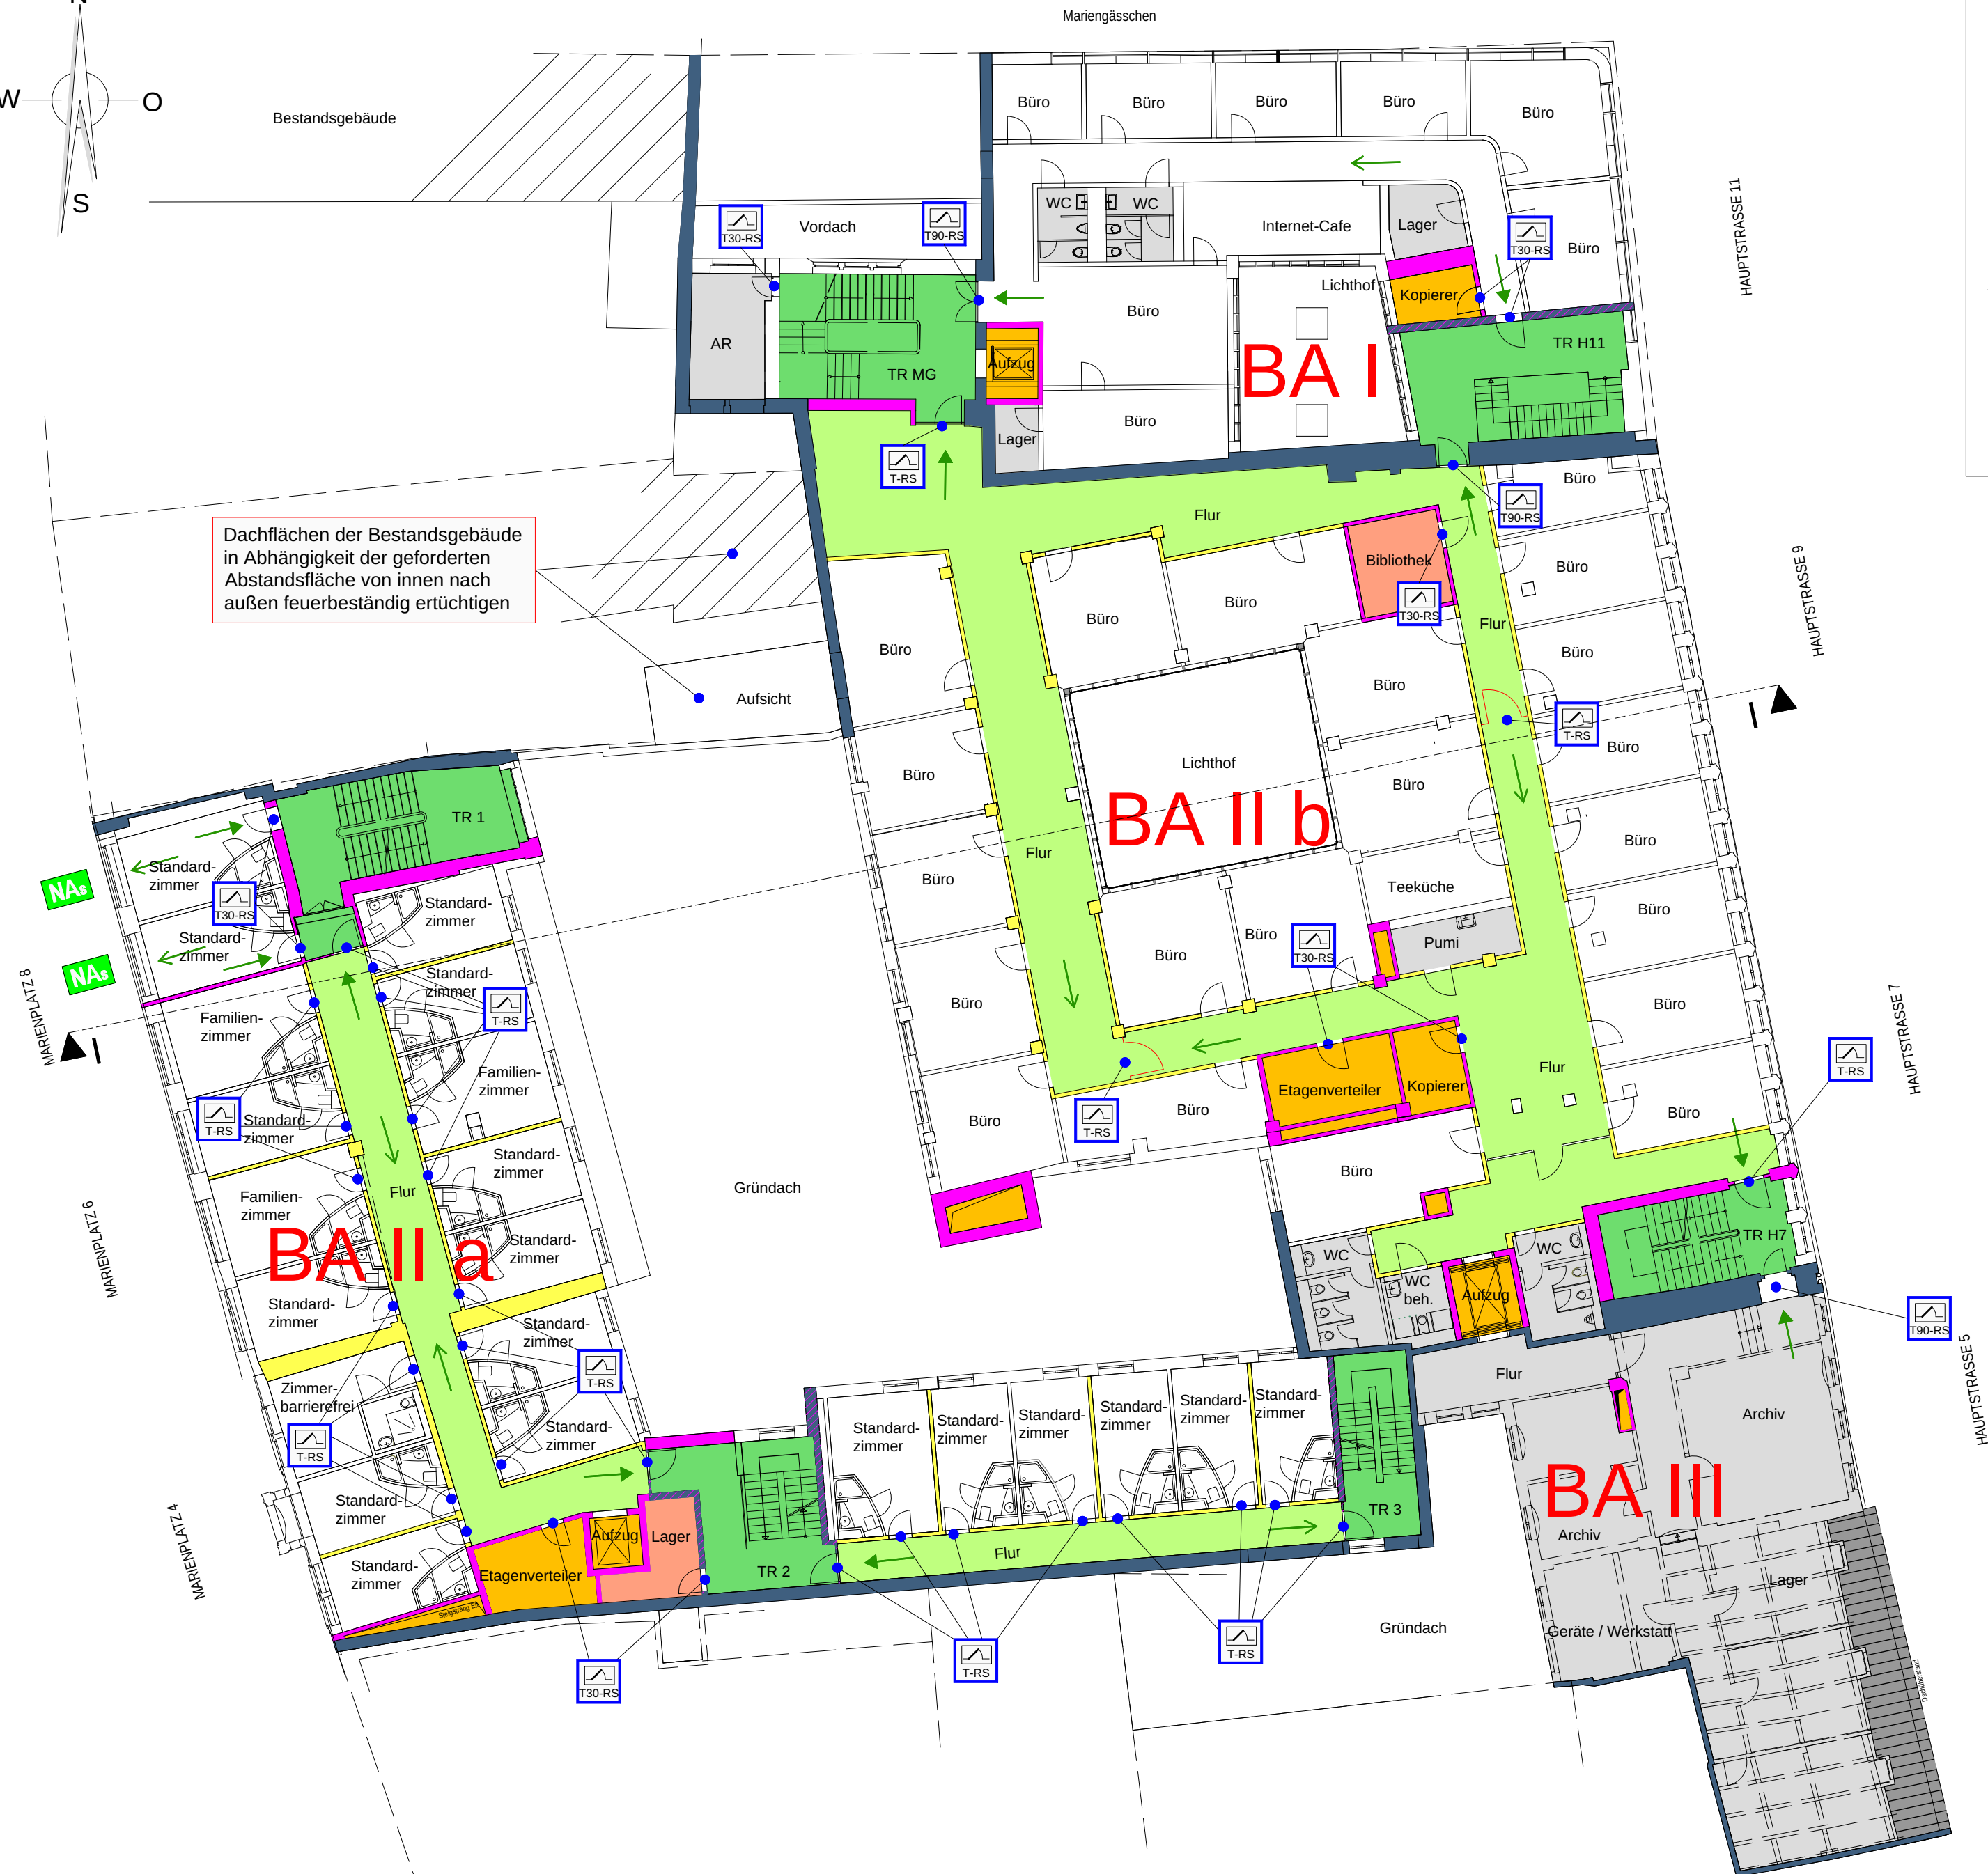 N
Mariengässchen
W
O
S
Bestandsgebäude
Büro
Büro
Büro
Büro
Büro
WC
WC
Internet-Cafe
Lager
Büro
T30-RS
Vordach
T90-RS
T30-RS
HAUPTSTRASSE 11
Lichthof
Kopierer
Büro
AR
TR MG
Aufzug
BA I
TR H11
Büro
Lager
T-RS
Büro
Flur
T90-RS
Dachflächen der Bestandsgebäude
in Abhängigkeit der geforderten
Abstandsfläche von innen nach
außen feuerbeständig ertüchtigen
Bibliothek
Büro
HAUPTSTRASSE 9
Büro
Büro
T30-RS
Flur
Büro
Büro
Aufsicht
Büro
T-RS
Büro
Lichthof
Büro
Büro
BA II b
TR 1
Flur
Büro
Standard-
zimmer
NAs
T30-RS
Standard-
zimmer
Büro
Teeküche
Büro
Standard-
zimmer
NAs
Standard-
zimmer
T-RS
Büro
Büro
Büro
T30-RS
Pumi
Büro
MARIENPLATZ 8
Familien-
zimmer
Familien-
zimmer
T-RS
Standard-
zimmer
Büro
Büro
T-RS
Etagenverteiler
Kopierer
Flur
Büro
T-RS
HAUPTSTRASSE 7
Standard-
zimmer
Flur
Familien-
zimmer
Gründach
Büro
MARIENPLATZ 6
BA II a
Standard-
zimmer
Standard-
zimmer
WC
WC
beh.
Aufzug
WC
TR H7
T90-RS
HAUPTSTRASSE 5
Standard-
zimmer
T-RS
Zimmer-
barrierefrei
T-RS
Standard-
zimmer
Standard-
zimmer
Standard-
zimmer
Standard-
zimmer
Standard-
zimmer
Standard-
zimmer
Standard-
zimmer
Flur
Archiv
BA III
Archiv
Standard-
zimmer
MARIENPLATZ 4
Standard-
zimmer
Etagenverteiler
Aufzug
Lager
TR 2
Flur
TR 3
Lager
Geräte / Werkstatt
Gründach
T30-RS
T-RS
T-RS
I
I